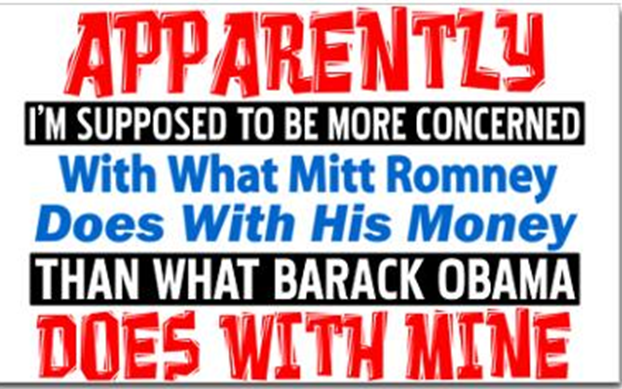 APPARENTLY
I'M SUPPOSED TO BE MORE CONCERNED
With What Mitt Romney
Does With His Money
THAN WHAT BARACK OBAMA
DOES WITH MINE